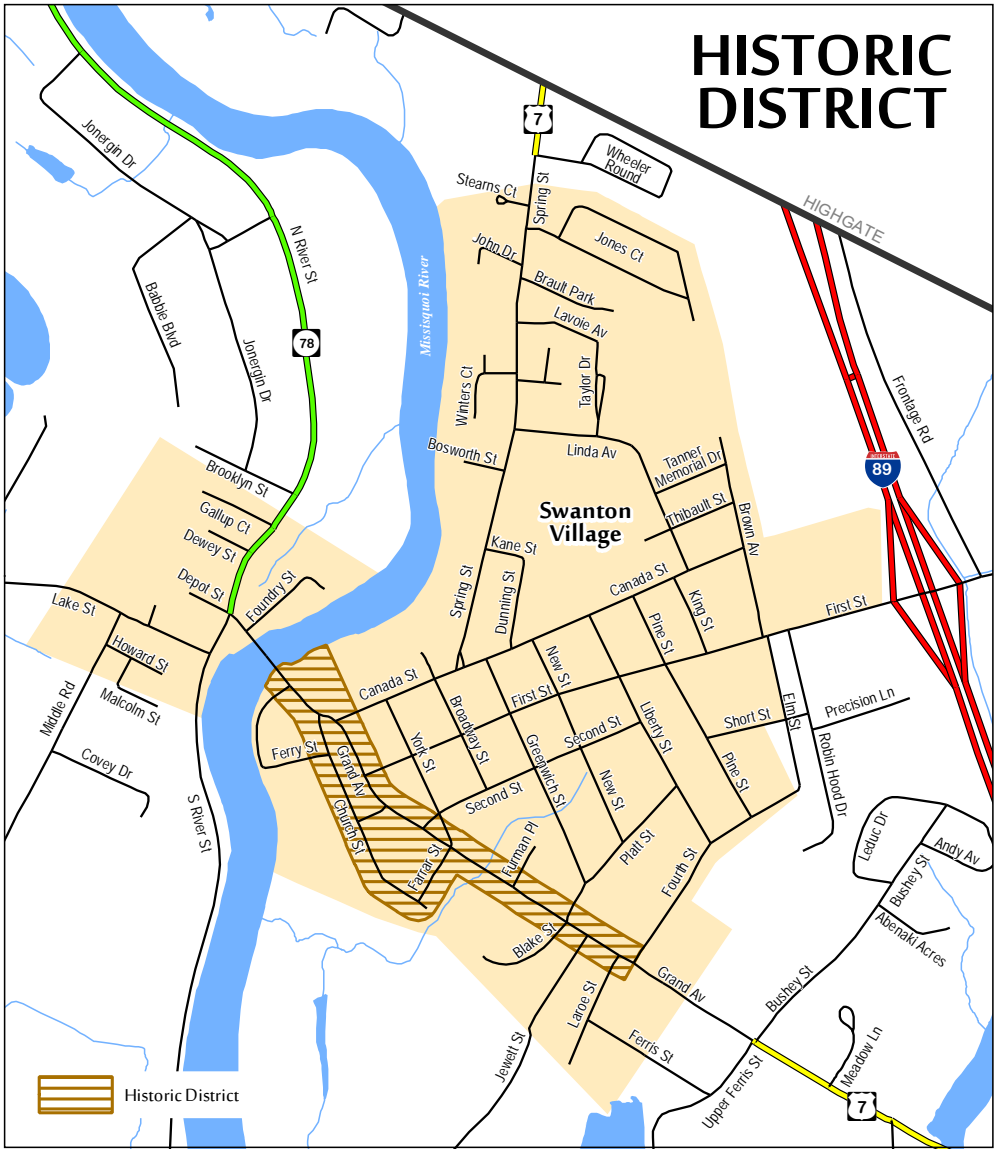 HISTORIC
DISTRICT
7
Wheeler
Round
Stearns Ct
Spring St
HIGHGATE
Jonergin Dr
N River St
John Dr
Jones Ct
Brault Park
Missisquoi River
Babbie Blvd
Lavoie Av
78
Jonergin Dr
Winters Ct
Taylor Dr
Frontage Rd
Bosworth St
Linda Av
Tanner
Memorial Dr
INTERSTATE
89
Brooklyn St
Gallup Ct
Thibault St
Swanton
Village
Brown Av
Dewey St
Kane St
Depot St
Foundry St
Spring St
Dunning St
Canada St
King St
Lake St
First St
Pine St
Howard St
Canada St
New St
Malcolm St
Middle Rd
First St
Broadway St
Liberty St
Elm St
Precision Ln
Short St
Second St
Ferry St
Grand Av
York St
Greenwich St
Robin Hood Dr
Covey Dr
Pine St
New St
Second St
S River St
Church St
Leduc Dr
Platt St
Furman Pl
Andy Av
Farrar St
Fourth St
Bushey St
Abenaki Acres
Blake St
Grand Av
Bushey St
Laroe St
Ferris St
Jewett St
Meadow Ln
Upper Ferris St
7
Historic District